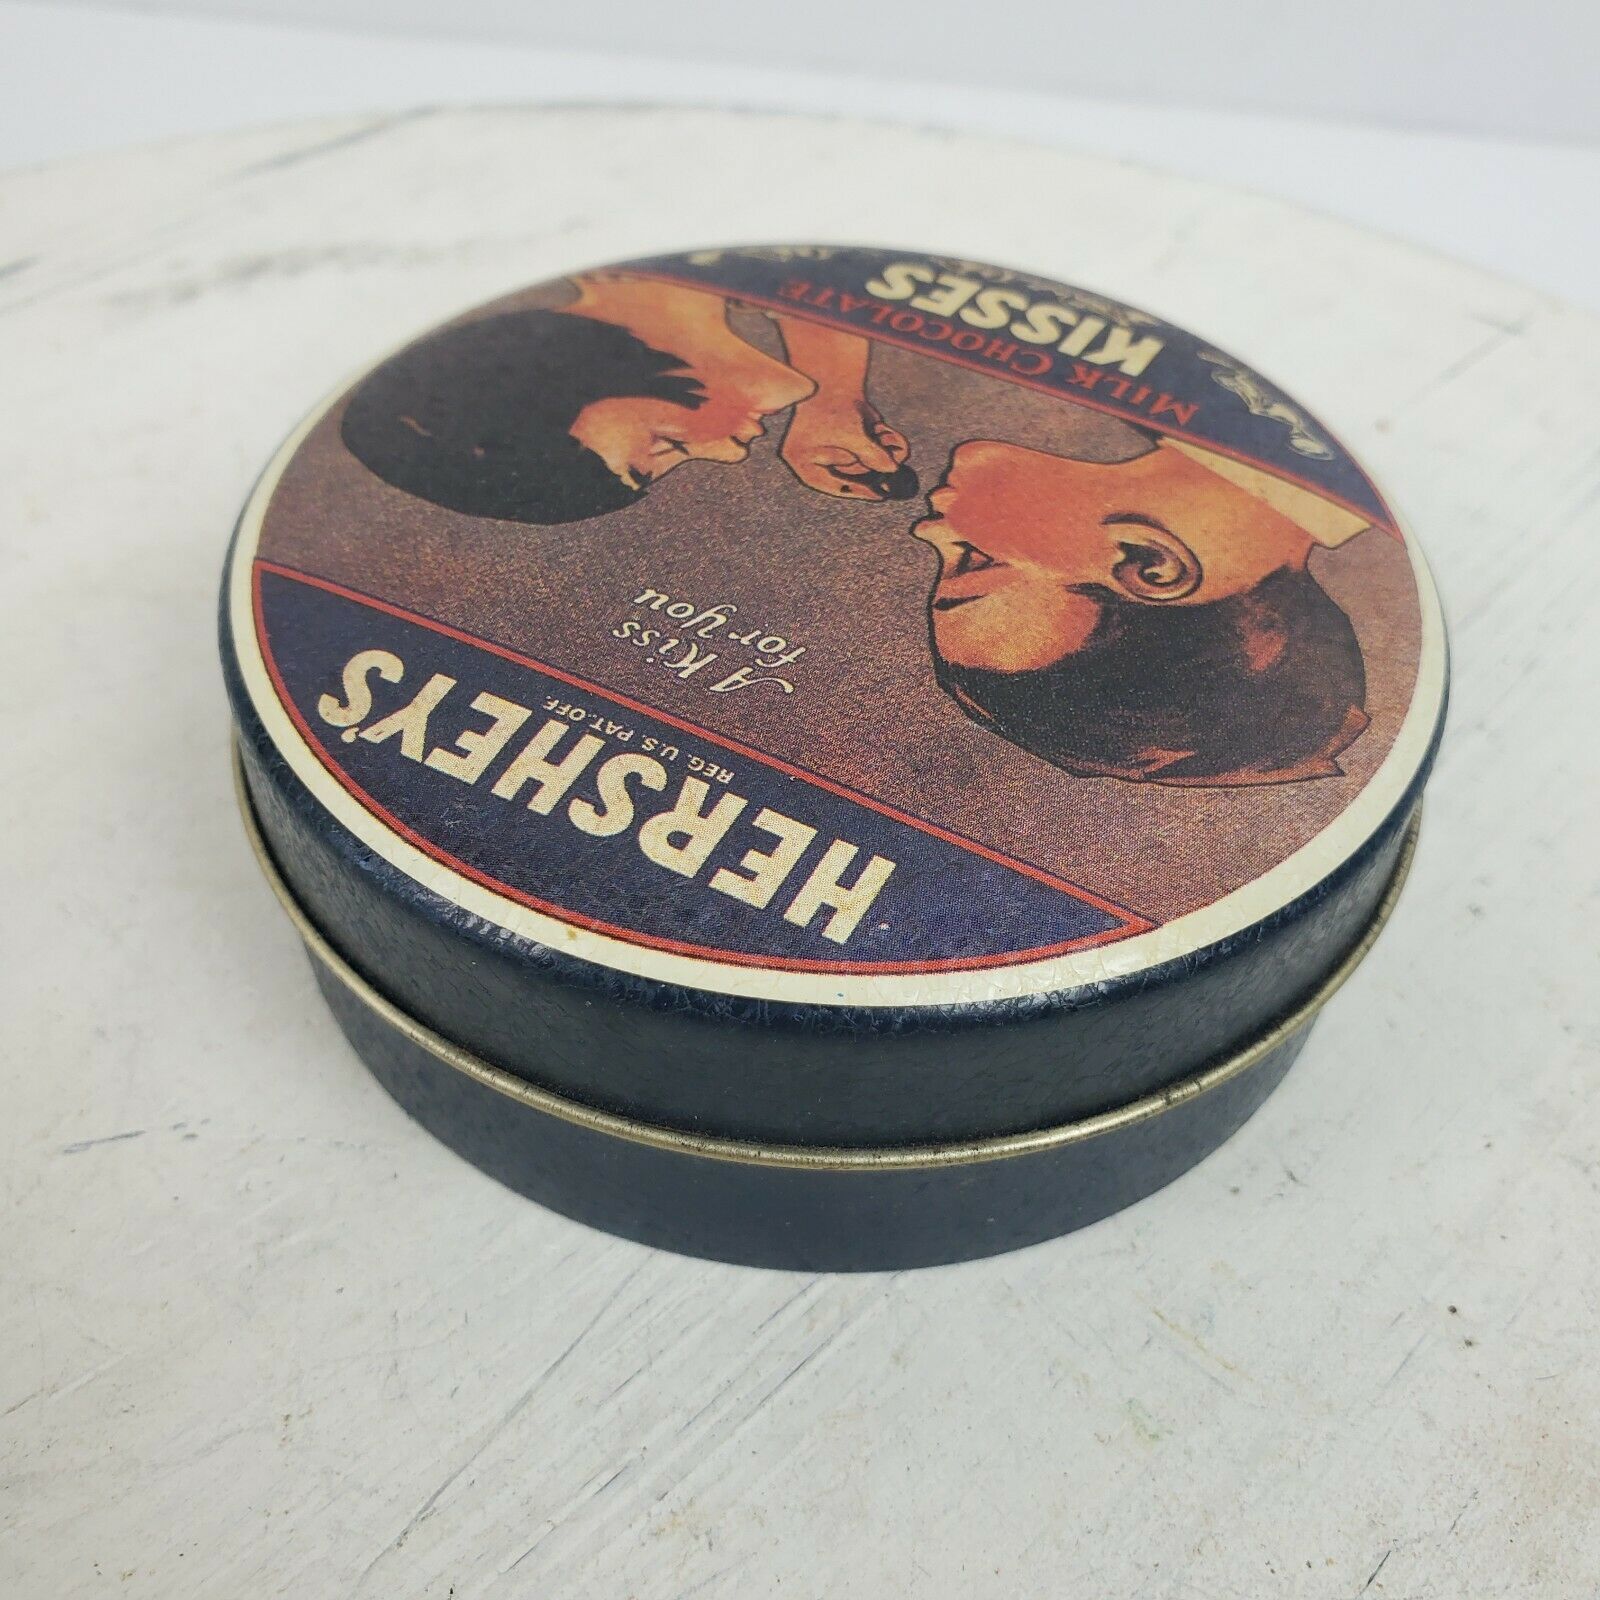 HERSHEY'S
REG. U.S. PAT. OFF.
A Kiss
for You
MILK CHOCOLATE
KISSES